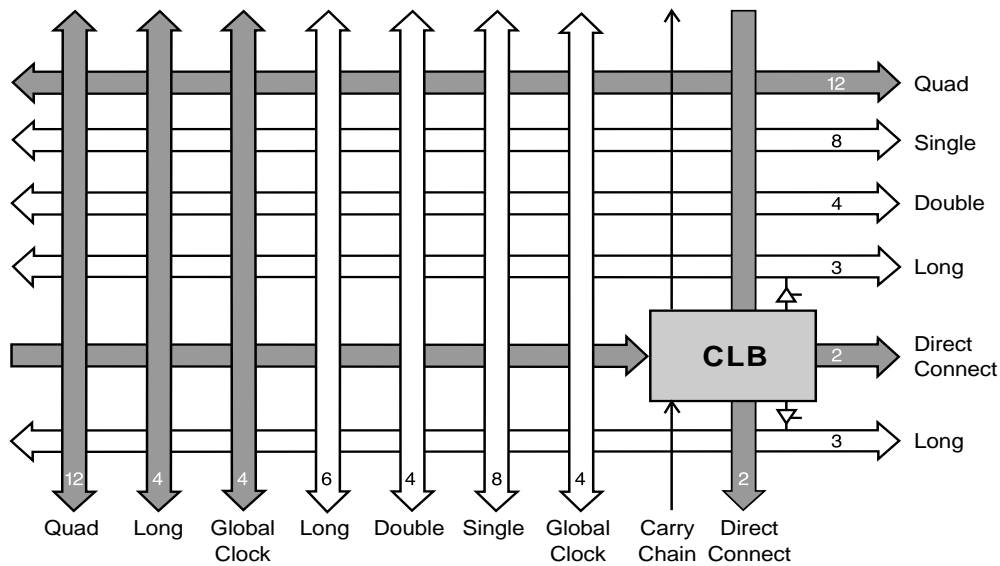 12
Quad
8
Single
4
Double
3
Long
CLB
2
Direct
Connect
3
Long
12
4
4
6
4
8
4
2
Quad
Long
Global
Clock
Long
Double
Single
Global
Clock
Carry
Chain
Direct
Connect